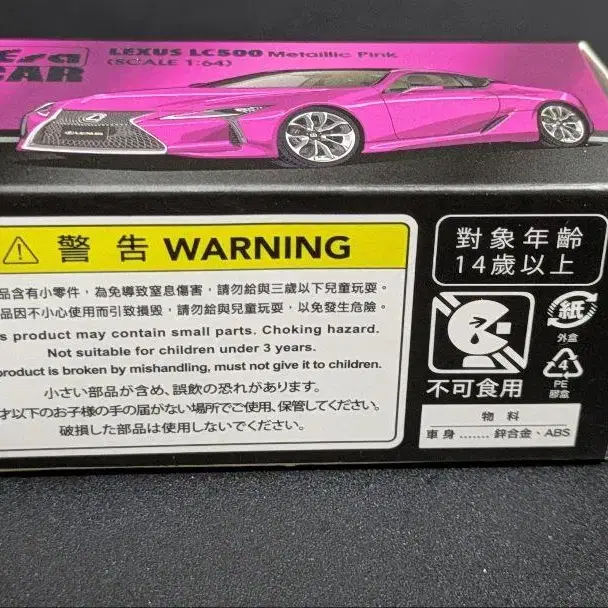 Era
CAR
LEXUS LC500 Metaillic Pink
(SCALE 1:64)
LEXUS
警告 WARNING
品含有小零件，為免導致窒息傷害，請勿給與三歲以下兒童玩耍。
品因不小心使用而引致損毀，請勿給與兒童玩耍，以免發生危險。
s product may contain small parts. Choking hazard.
Not suitable for children under 3 years.
product is broken by mishandling, must not give it to children.
小さい部品が含め、誤飲の恐れがあります。
才以下のお子様の手の届がない場所でご使用、保管してください。
破損した部品は使用しないでください。
對象年齡
14歲以上
不可食用
紙
外盒
4
PE
膠盒
物料
車身....... 鋅合金、ABS